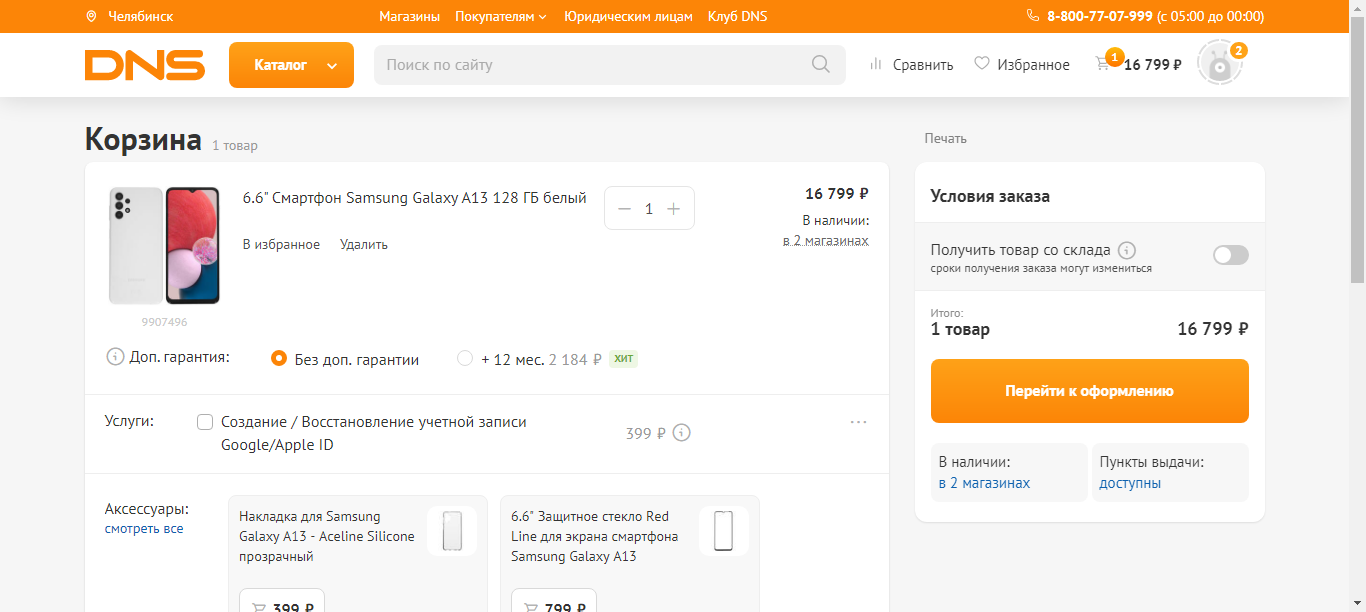 Челябинск
Магазины Покупателям Юридическим лицам Клуб DNS
8-800-77-07-999 (с 05:00 до 00:00)
DNS
Каталог
Поиск по сайту
Сравнить
Избранное
1
16 799 ₽
2
Корзина 1 товар
Печать
6.6" Смартфон Samsung Galaxy A13 128 ГБ белый
1
16 799 ₽
В наличии:
в 2 магазинах
В избранное Удалить
9907496
Доп. гарантия:
Без доп. гарантии
+ 12 мес. 2 184 ₽ ХИТ
Услуги:
Создание / Восстановление учетной записи
Google/Apple ID
399 ₽
Аксессуары:
смотреть все
Накладка для Samsung
Galaxy A13 - Aceline Silicone
прозрачный
399 ₽
6.6" Защитное стекло Red
Line для экрана смартфона
Samsung Galaxy A13
799 ₽
Условия заказа
Получить товар со склада
сроки получения заказа могут измениться
Итого:
1 товар 16 799 ₽
Перейти к оформлению
В наличии:
в 2 магазинах
Пункты выдачи:
доступны